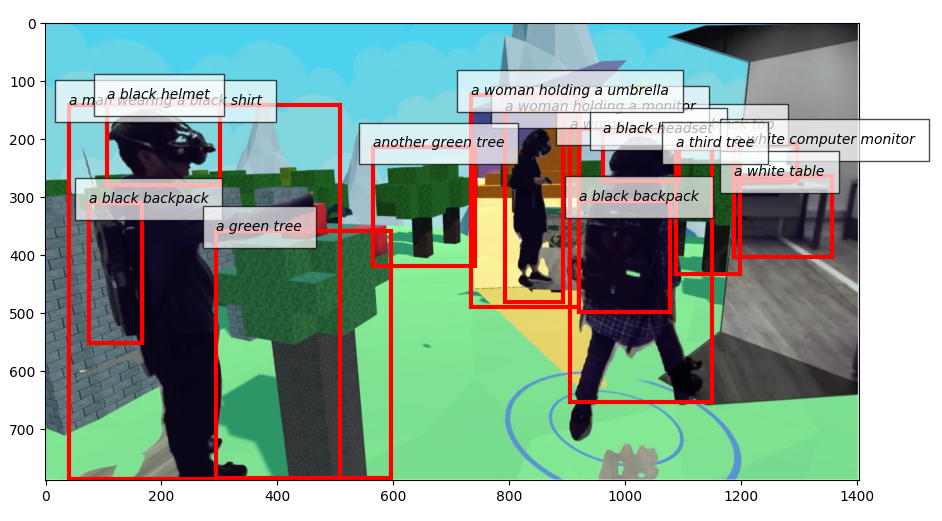 0
100
200
300
400
500
600
700
0
200
400
600
800
1000
1200
1400
a man wearing a black shirt
a black helmet
a black backpack
a green tree
another green tree
a woman holding a umbrella
a woman holding a monitor
a black headset
a third tree
white computer monitor
a white table
a black backpack